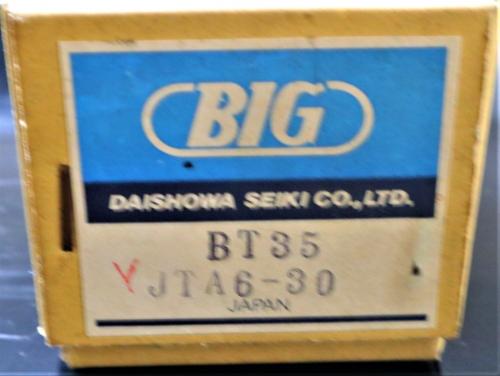 BIG
DAISHOWA SEIKI CO.,LTD.
BT35
JTA6-30
JAPAN